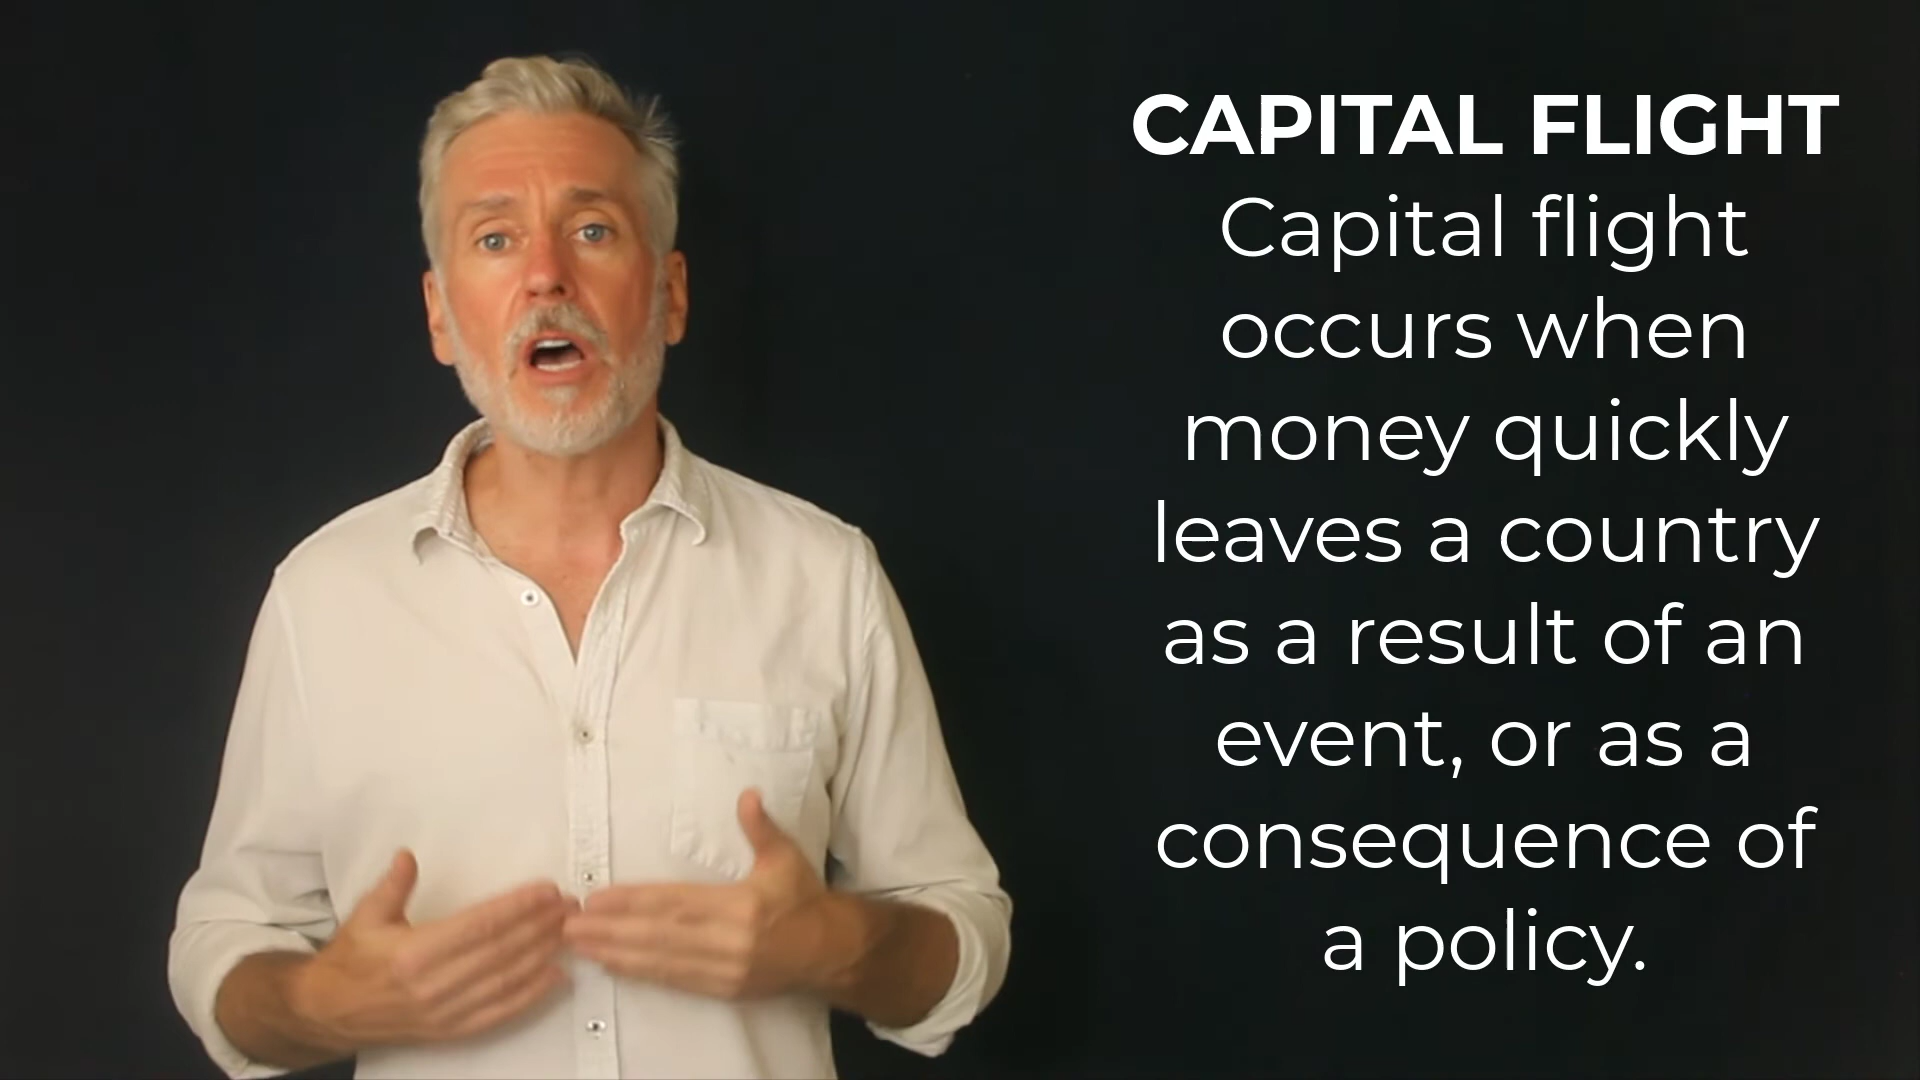 CAPITAL FLIGHT
Capital flight
occurs when
money quickly
leaves a country
as a result of an
event, or as a
consequence of
a policy.